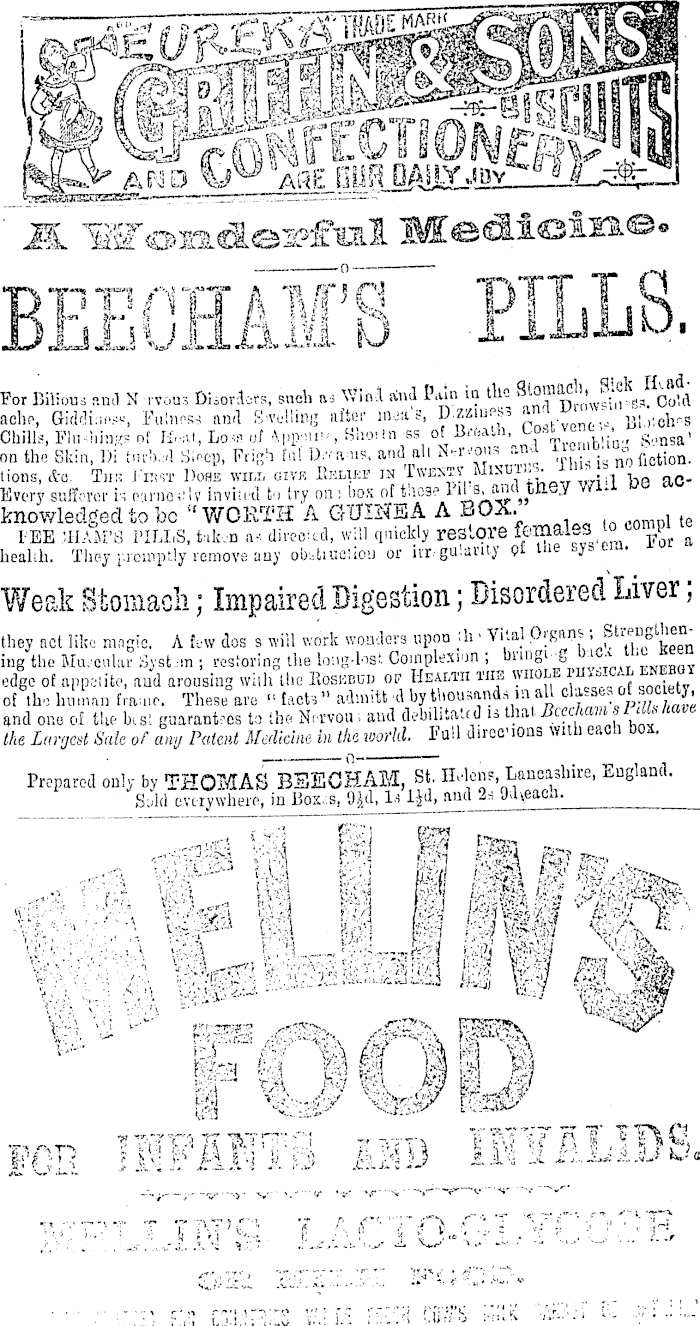 "EUREKA" TRADE MARK
GRIFFIN & SONS'
BISCUITS
AND CONFECTIONERY
ARE OUR DAILY JOY
A Wonderful Medicine.
BEECHAM'S PILLS.
For Bilious and Nervous Disorders, such as Wind and Pain in the Stomach, Sick Head-
ache, Giddiness, Fulness and Swelling after meals, Dizziness and Drowsiness, Cold
Chills, Flushings of Heat, Loss of Appetite, Shortness of Breath, Costiveness, Blotches
on the Skin, Disturbed Sleep, Frightful Dreams, and all Nervous and Trembling Sensa-
tions, &c. THE FIRST DOSE WILL GIVE RELIEF IN TWENTY MINUTES. This is no fiction.
Every sufferer is earnestly invited to try one box of these Pills, and they will be ac-
knowledged to be "WORTH A GUINEA A BOX."
BEECHAM'S PILLS, taken as directed, will quickly restore females to complete
health. They promptly remove any obstruction or irregularity of the system. For a
Weak Stomach; Impaired Digestion; Disordered Liver;
they act like magic. A few doses will work wonders upon the Vital Organs; Strengthen-
ing the Muscular System; restoring the long-lost Complexion; bringing back the keen
edge of appetite, and arousing with the ROSEBUD OF HEALTH THE WHOLE PHYSICAL ENERGY
of the human frame. These are "facts" admitted by thousands in all classes of society,
and one of the best guarantees to the Nervous and debilitated is that Beecham's Pills have
the Largest Sale of any Patent Medicine in the world. Full directions with each box.
Prepared only by THOMAS BEECHAM, St. Helens, Lancashire, England.
Sold everywhere, in Boxes, 9½d, 1s 1½d, and 2s 9d each.
MELLIN'S
FOOD
FOR INFANTS AND INVALIDS.
MELLIN'S LACTO-GLYCOSE
OR MILK FOOD.
FOR COUNTRIES WHERE FRESH COW'S MILK CANNOT BE